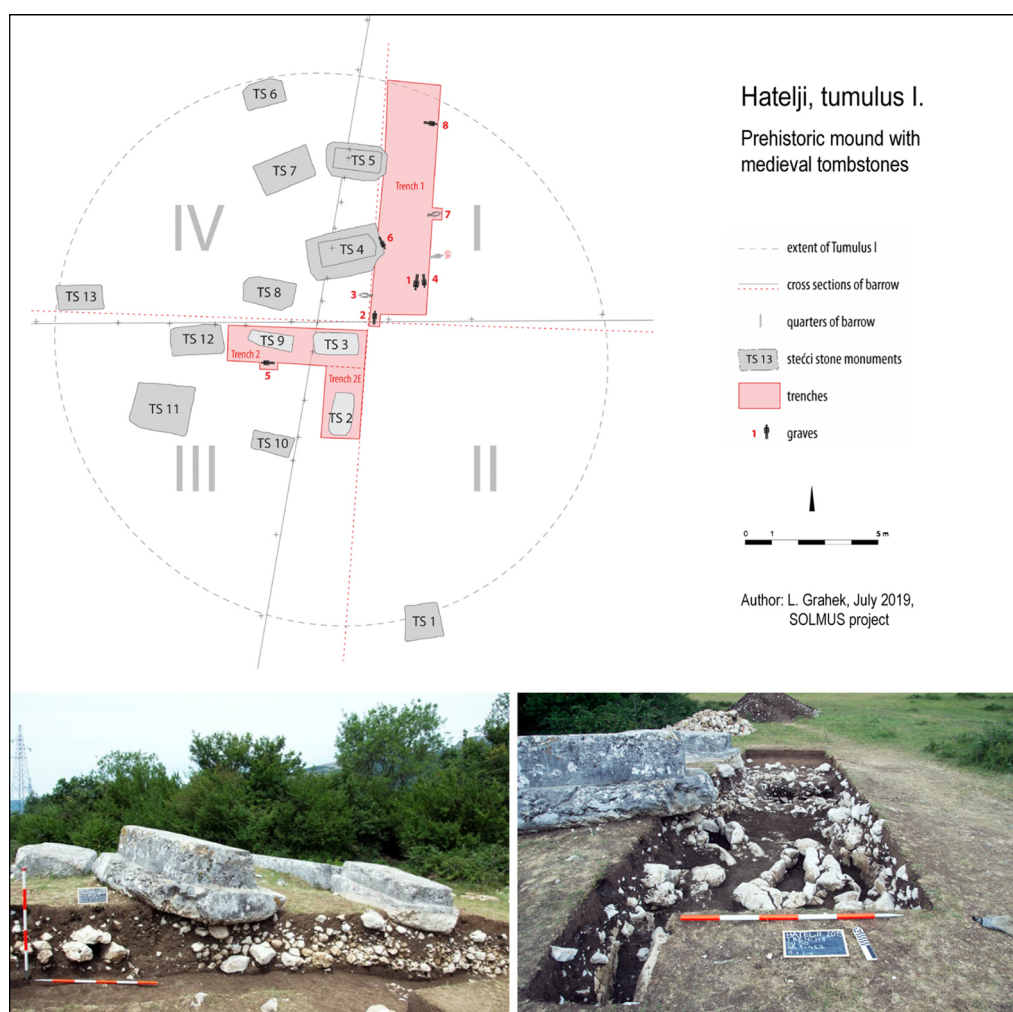 Hatelji, tumulus I.
Prehistoric mound with
medieval tombstones
TS 6
TS 5
TS 7
8
Trench 1
IV
I
7
6
TS 4
9
1
4
TS 8
3
TS 13
2
TS 12
TS 9
TS 3
Trench 2
5
Trench 2E
TS 11
TS 2
TS 10
III
II
TS 1
extent of Tumulus I
cross sections of barrow
quarters of barrow
TS 13
stećci stone monuments
trenches
1
graves
0 1 5 m
Author: L. Grahek, July 2019,
SOLMUS project